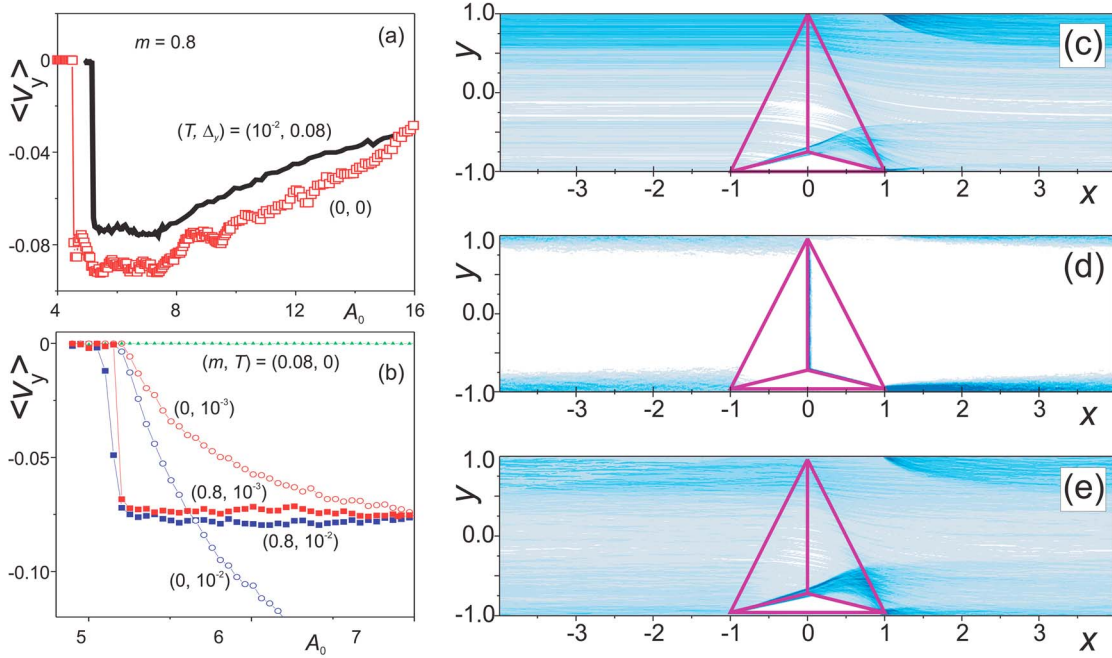 (a)
m = 0.8
0
-0.04
-0.08
<v_y>
(T, Δ_y) = (10^-2, 0.08)
(0, 0)
4 8 12 16
A_0
(b)
0
-0.05
-0.10
<v_y>
(m, T) = (0.08, 0)
(0, 10^-3)
(0.8, 10^-3)
(0.8, 10^-2)
(0, 10^-2)
5 6 7
A_0
(c)
y
1.0
0.0
-1.0
-3 -2 -1 0 1 2 3
x
(d)
y
1.0
0.0
-1.0
-3 -2 -1 0 1 2 3
x
(e)
y
1.0
0.0
-1.0
-3 -2 -1 0 1 2 3
x